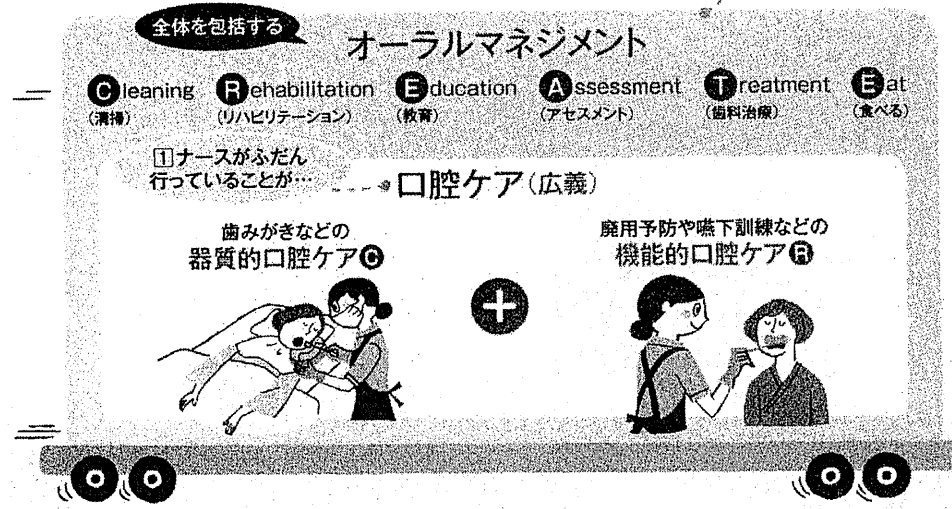 全体を包括する
オーラルマネジメント
Cleaning Rehabilitation Education Assessment Treatment Eat
(清掃) (リハビリテーション) (教育) (アセスメント) (歯科治療) (食べる)
1ナースがふだん
行っていることが…
口腔ケア(広義)
歯みがきなどの
器質的口腔ケアC
+
廃用予防や嚥下訓練などの
機能的口腔ケアR